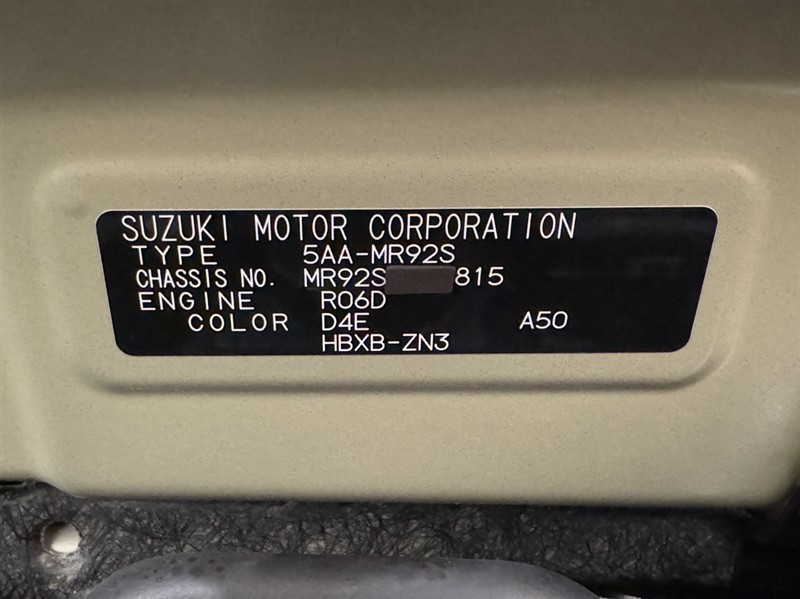 SUZUKI MOTOR CORPORATION
TYPE 5AA-MR92S
CHASSIS NO. MR92S 815
ENGINE R06D
COLOR D4E A50
HBXB-ZN3